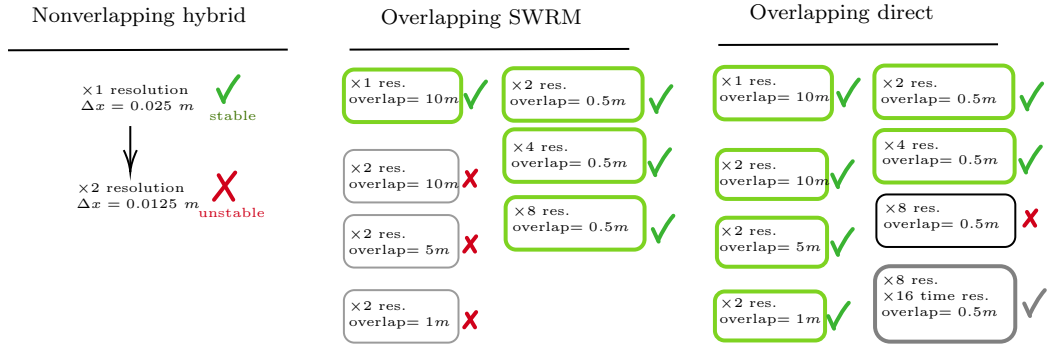 Nonverlapping hybrid
×1 resolution
Δx = 0.025 m
stable
×2 resolution
Δx = 0.0125 m
unstable
Overlapping SWRM
×1 res.
overlap= 10m
×2 res.
overlap= 10m
×2 res.
overlap= 5m
×2 res.
overlap= 1m
×2 res.
overlap= 0.5m
×4 res.
overlap= 0.5m
×8 res.
overlap= 0.5m
Overlapping direct
×1 res.
overlap= 10m
×2 res.
overlap= 10m
×2 res.
overlap= 5m
×2 res.
overlap= 1m
×2 res.
overlap= 0.5m
×4 res.
overlap= 0.5m
×8 res.
overlap= 0.5m
×8 res.
×16 time res.
overlap= 0.5m